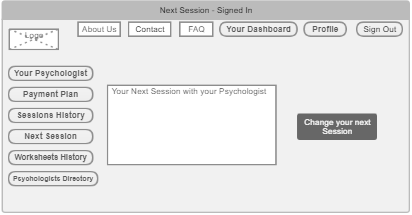 Next Session - Signed In
Logo
About Us
Contact
FAQ
Your Dashboard
Profile
Sign Out
Your Psychologist
Payment Plan
Sessions History
Next Session
Worksheets History
Psychologists Directory
Your Next Session with your Psychologist
Change your next
Session